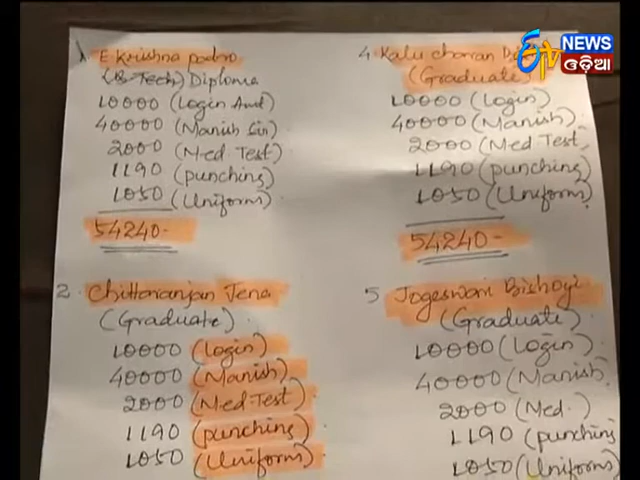 E Krishna
(B-Tech) Diploma
10000 (Login Amt)
40000 (Manish Sir)
2000 (Med Test)
1190 (punching)
1050 (Uniform)
54240-
2. Chittaranjan Jena
(Graduate)
10000 (login)
40000 (Manish)
2000 (Med Test)
1190 (punching)
1050 (Uniform)
4. Kalu charan
(Graduate)
10000 (Login)
40000 (Manish)
2000 (Med Test
1190 (punching)
1050 (Uniform)
54240-
5 Jogeswari Bishoyi
(Graduate)
10000 (Login)
40000 (Manish
2000 (Med.)
1190 (punching
1050 (Uniform)
ETV NEWS
ଓଡ଼ିଆ